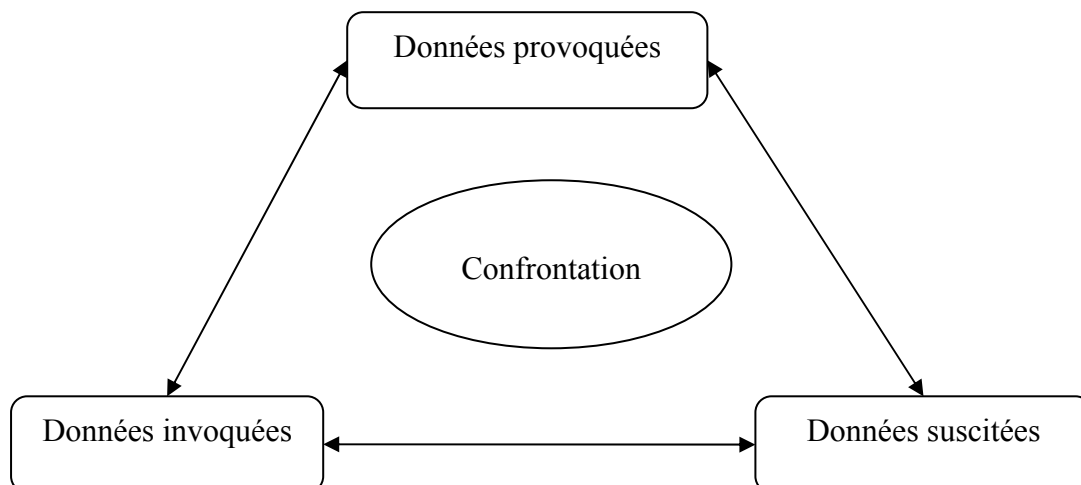 Données provoquées
Confrontation
Données invoquées
Données suscitées